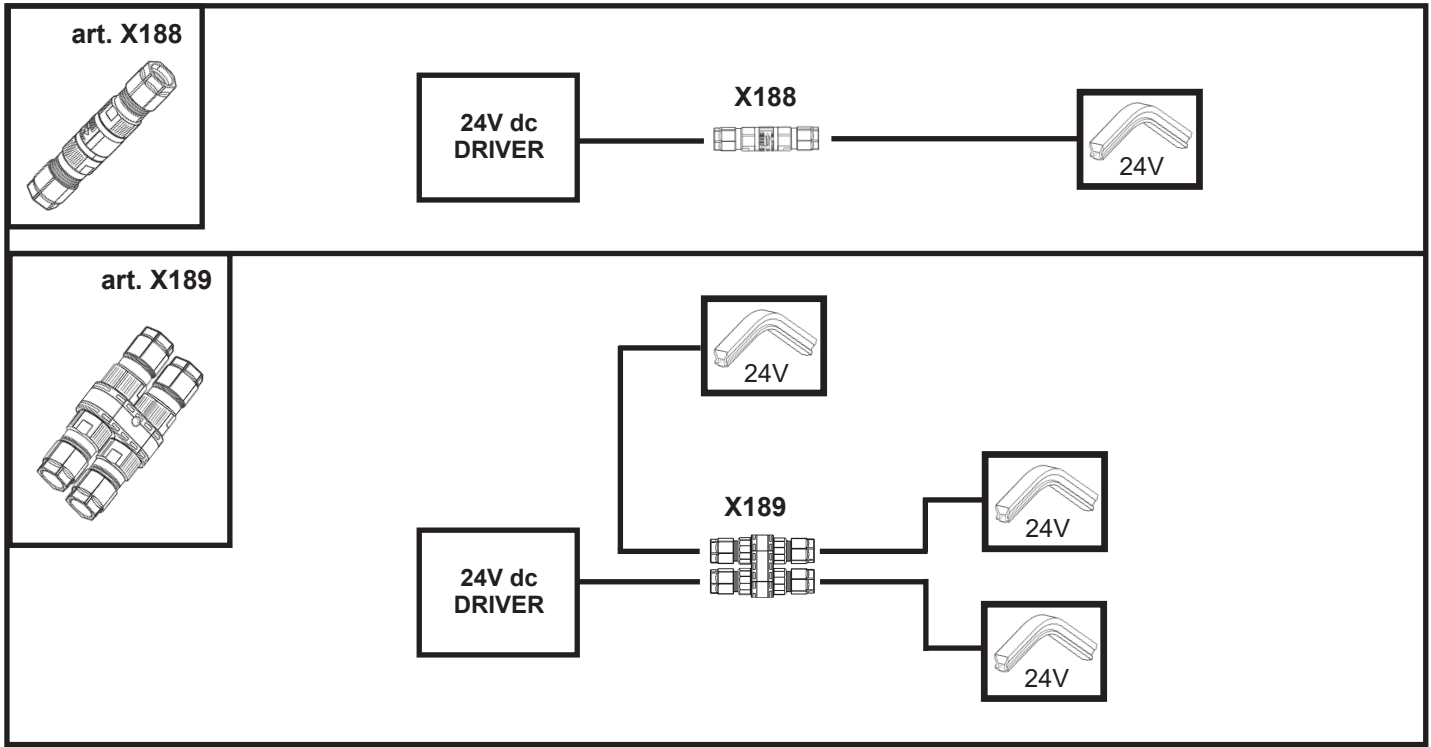 art. X188
24V dc
DRIVER
X188
24V
art. X189
24V
X189
24V
24V dc
DRIVER
24V